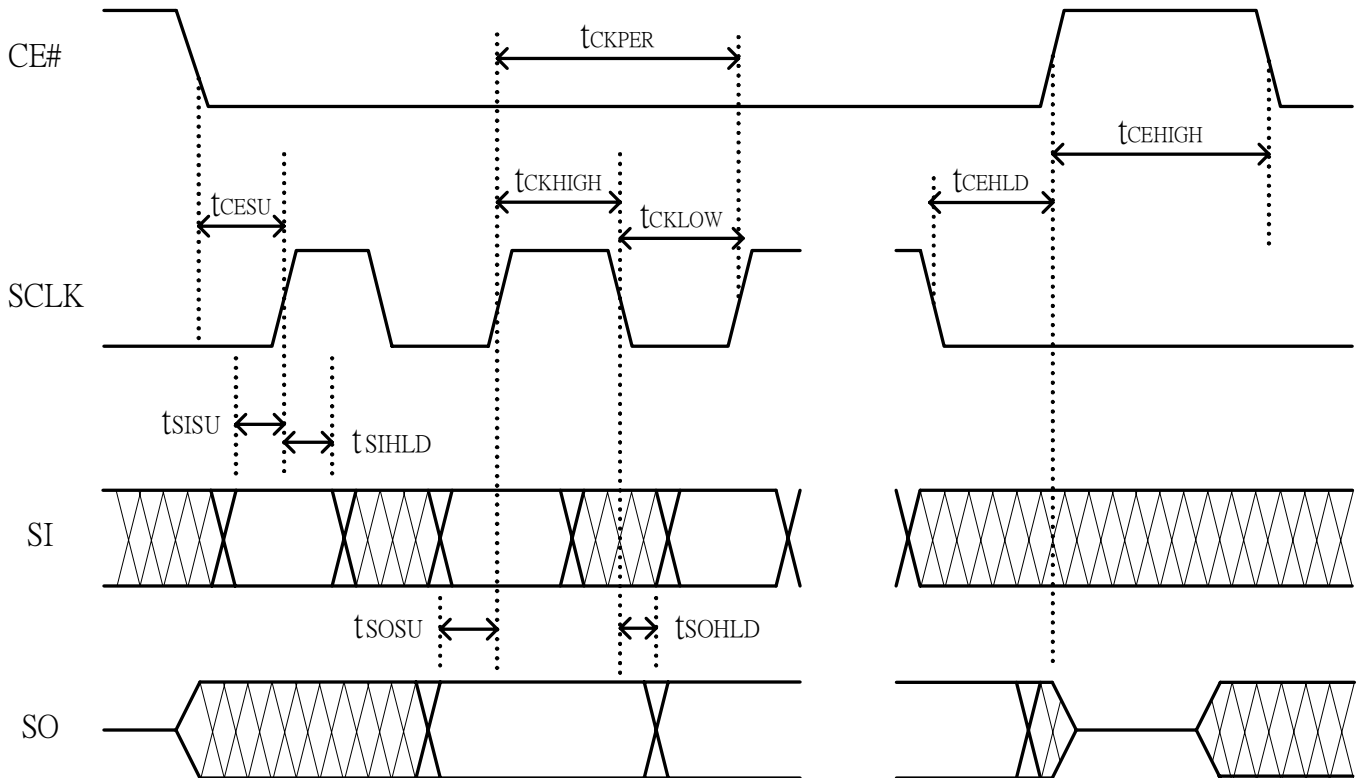 tCKPER
CE#
tCEHIGH
tCKHIGH
tCEHLD
tCESU
tCKLOW
SCLK
tSISU
tSIHLD
SI
tSOSU
tSOHLD
SO